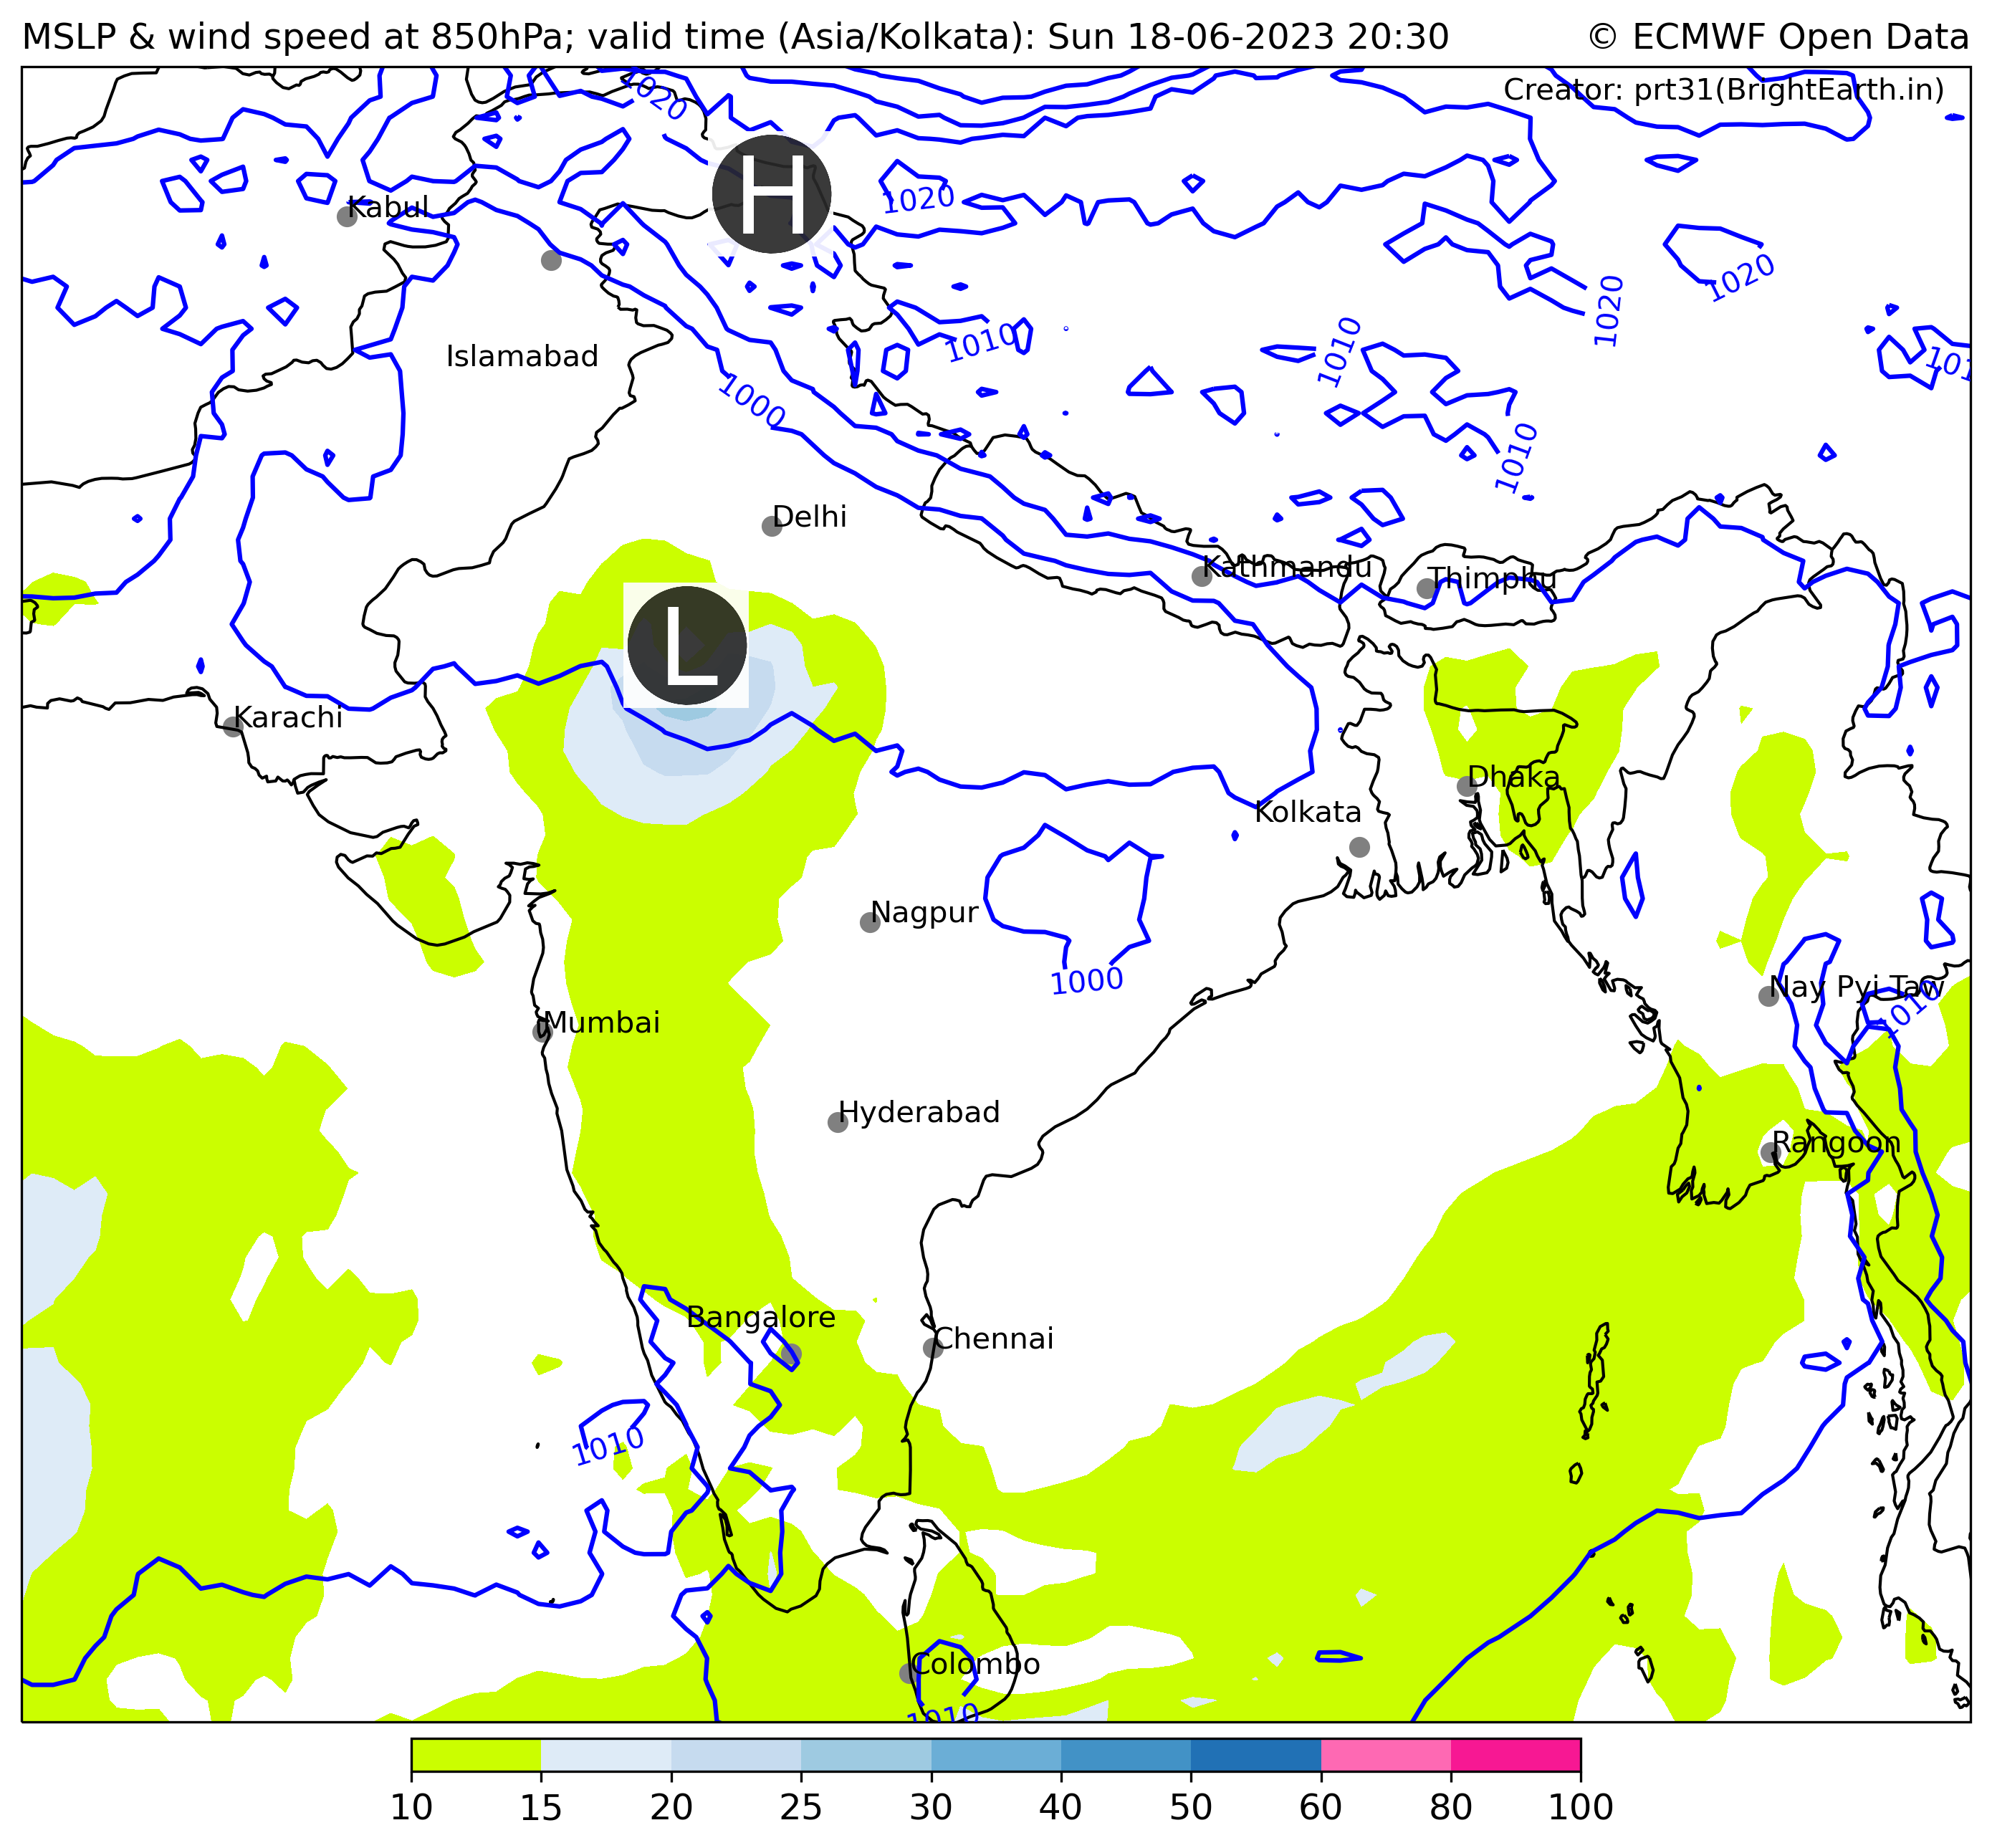 MSLP & wind speed at 850hPa; valid time (Asia/Kolkata): Sun 18-06-2023 20:30
© ECMWF Open Data
Creator: prt31(BrightEarth.in)
1020
H
1020
Kabul
1020
1020
1010
1010
1010
Islamabad
1000
1010
Delhi
Kathmandu
Thimphu
L
Karachi
Dhaka
Kolkata
Nagpur
1000
Nay Pyi Taw
1010
Mumbai
Hyderabad
Rangoon
Bangalore
Chennai
1010
Colombo
1010
10 15 20 25 30 40 50 60 80 100